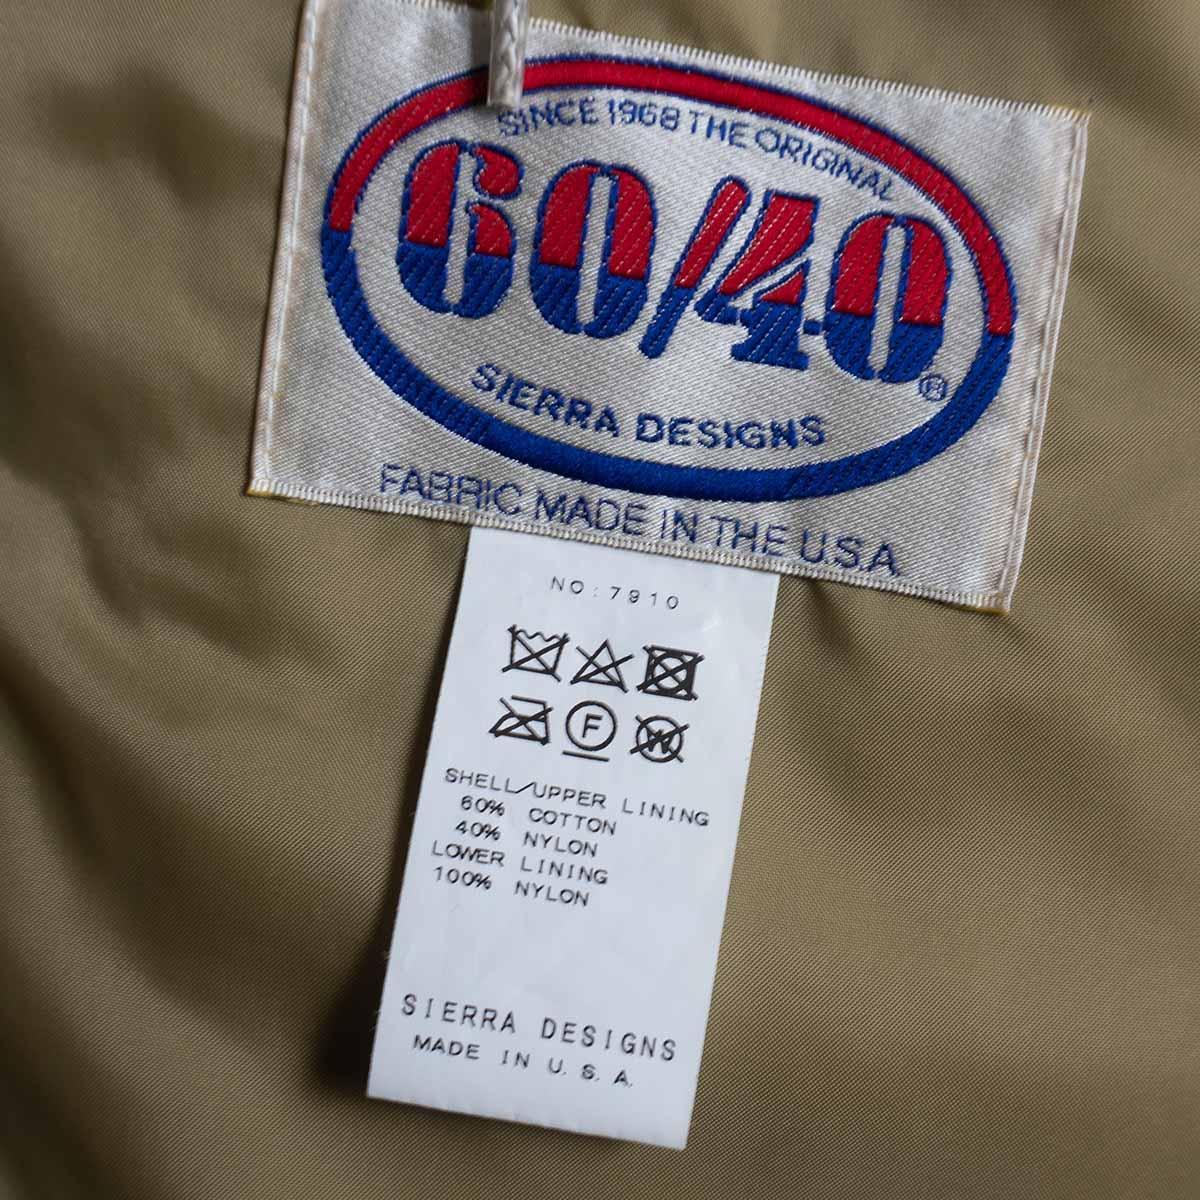 SINCE 1968 THE ORIGINAL
60/40®
SIERRA DESIGNS
FABRIC MADE IN THE U.S.A
NO:7910
F
W
SHELL/UPPER LINING
60% COTTON
40% NYLON
LOWER LINING
100% NYLON
SIERRA DESIGNS
MADE IN U.S.A.